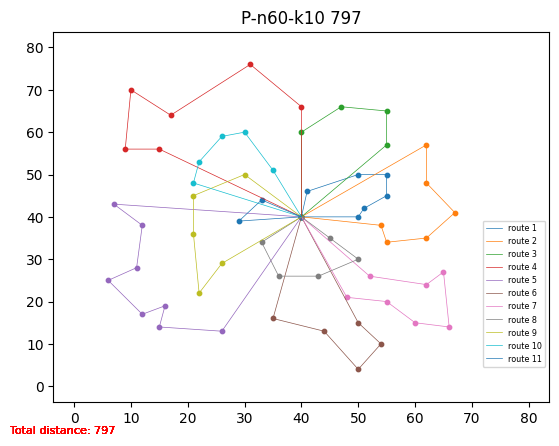 P-n60-k10 797
80
70
60
50
40
30
20
10
0
route 1
route 2
route 3
route 4
route 5
route 6
route 7
route 8
route 9
route 10
route 11
0 10 20 30 40 50 60 70 80
Total distance: 797